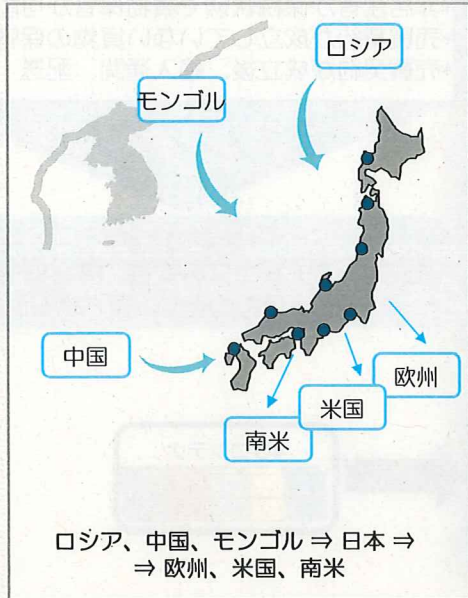 ロシア
モンゴル
中国
欧州
米国
南米
ロシア、中国、モンゴル ⇒ 日本 ⇒
⇒ 欧州、米国、南米